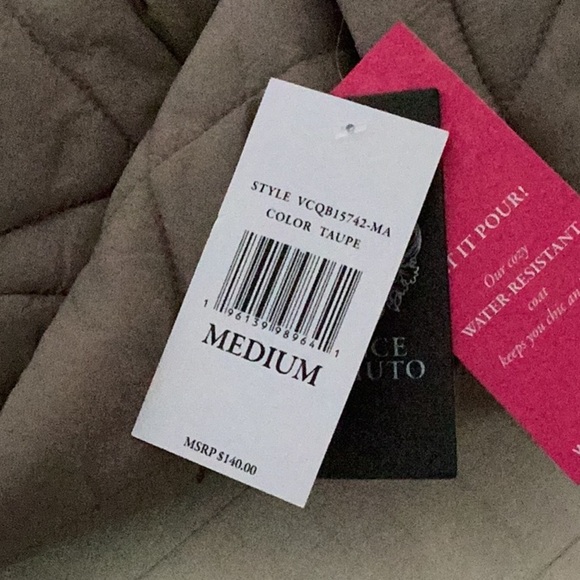 STYLE VCQB15742-MA
COLOR TAUPE
1 96139 98964 1
MEDIUM
MSRP $140.00
CE
UTO
IT POUR!
Our cozy
WATER-RESISTANT
coat
keeps you chic an